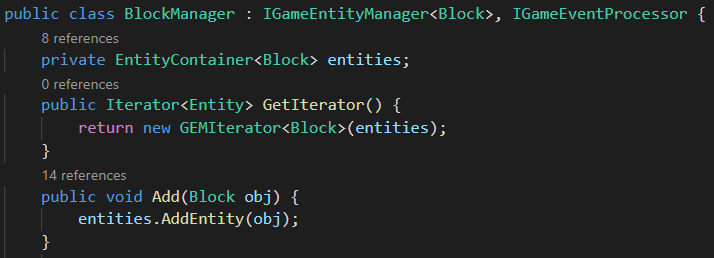 public class BlockManager : IGameEntityManager<Block>, IGameEventProcessor {
8 references
private EntityContainer<Block> entities;
0 references
public Iterator<Entity> GetIterator() {
return new GEMIterator<Block>(entities);
}
14 references
public void Add(Block obj) {
entities.AddEntity(obj);
}